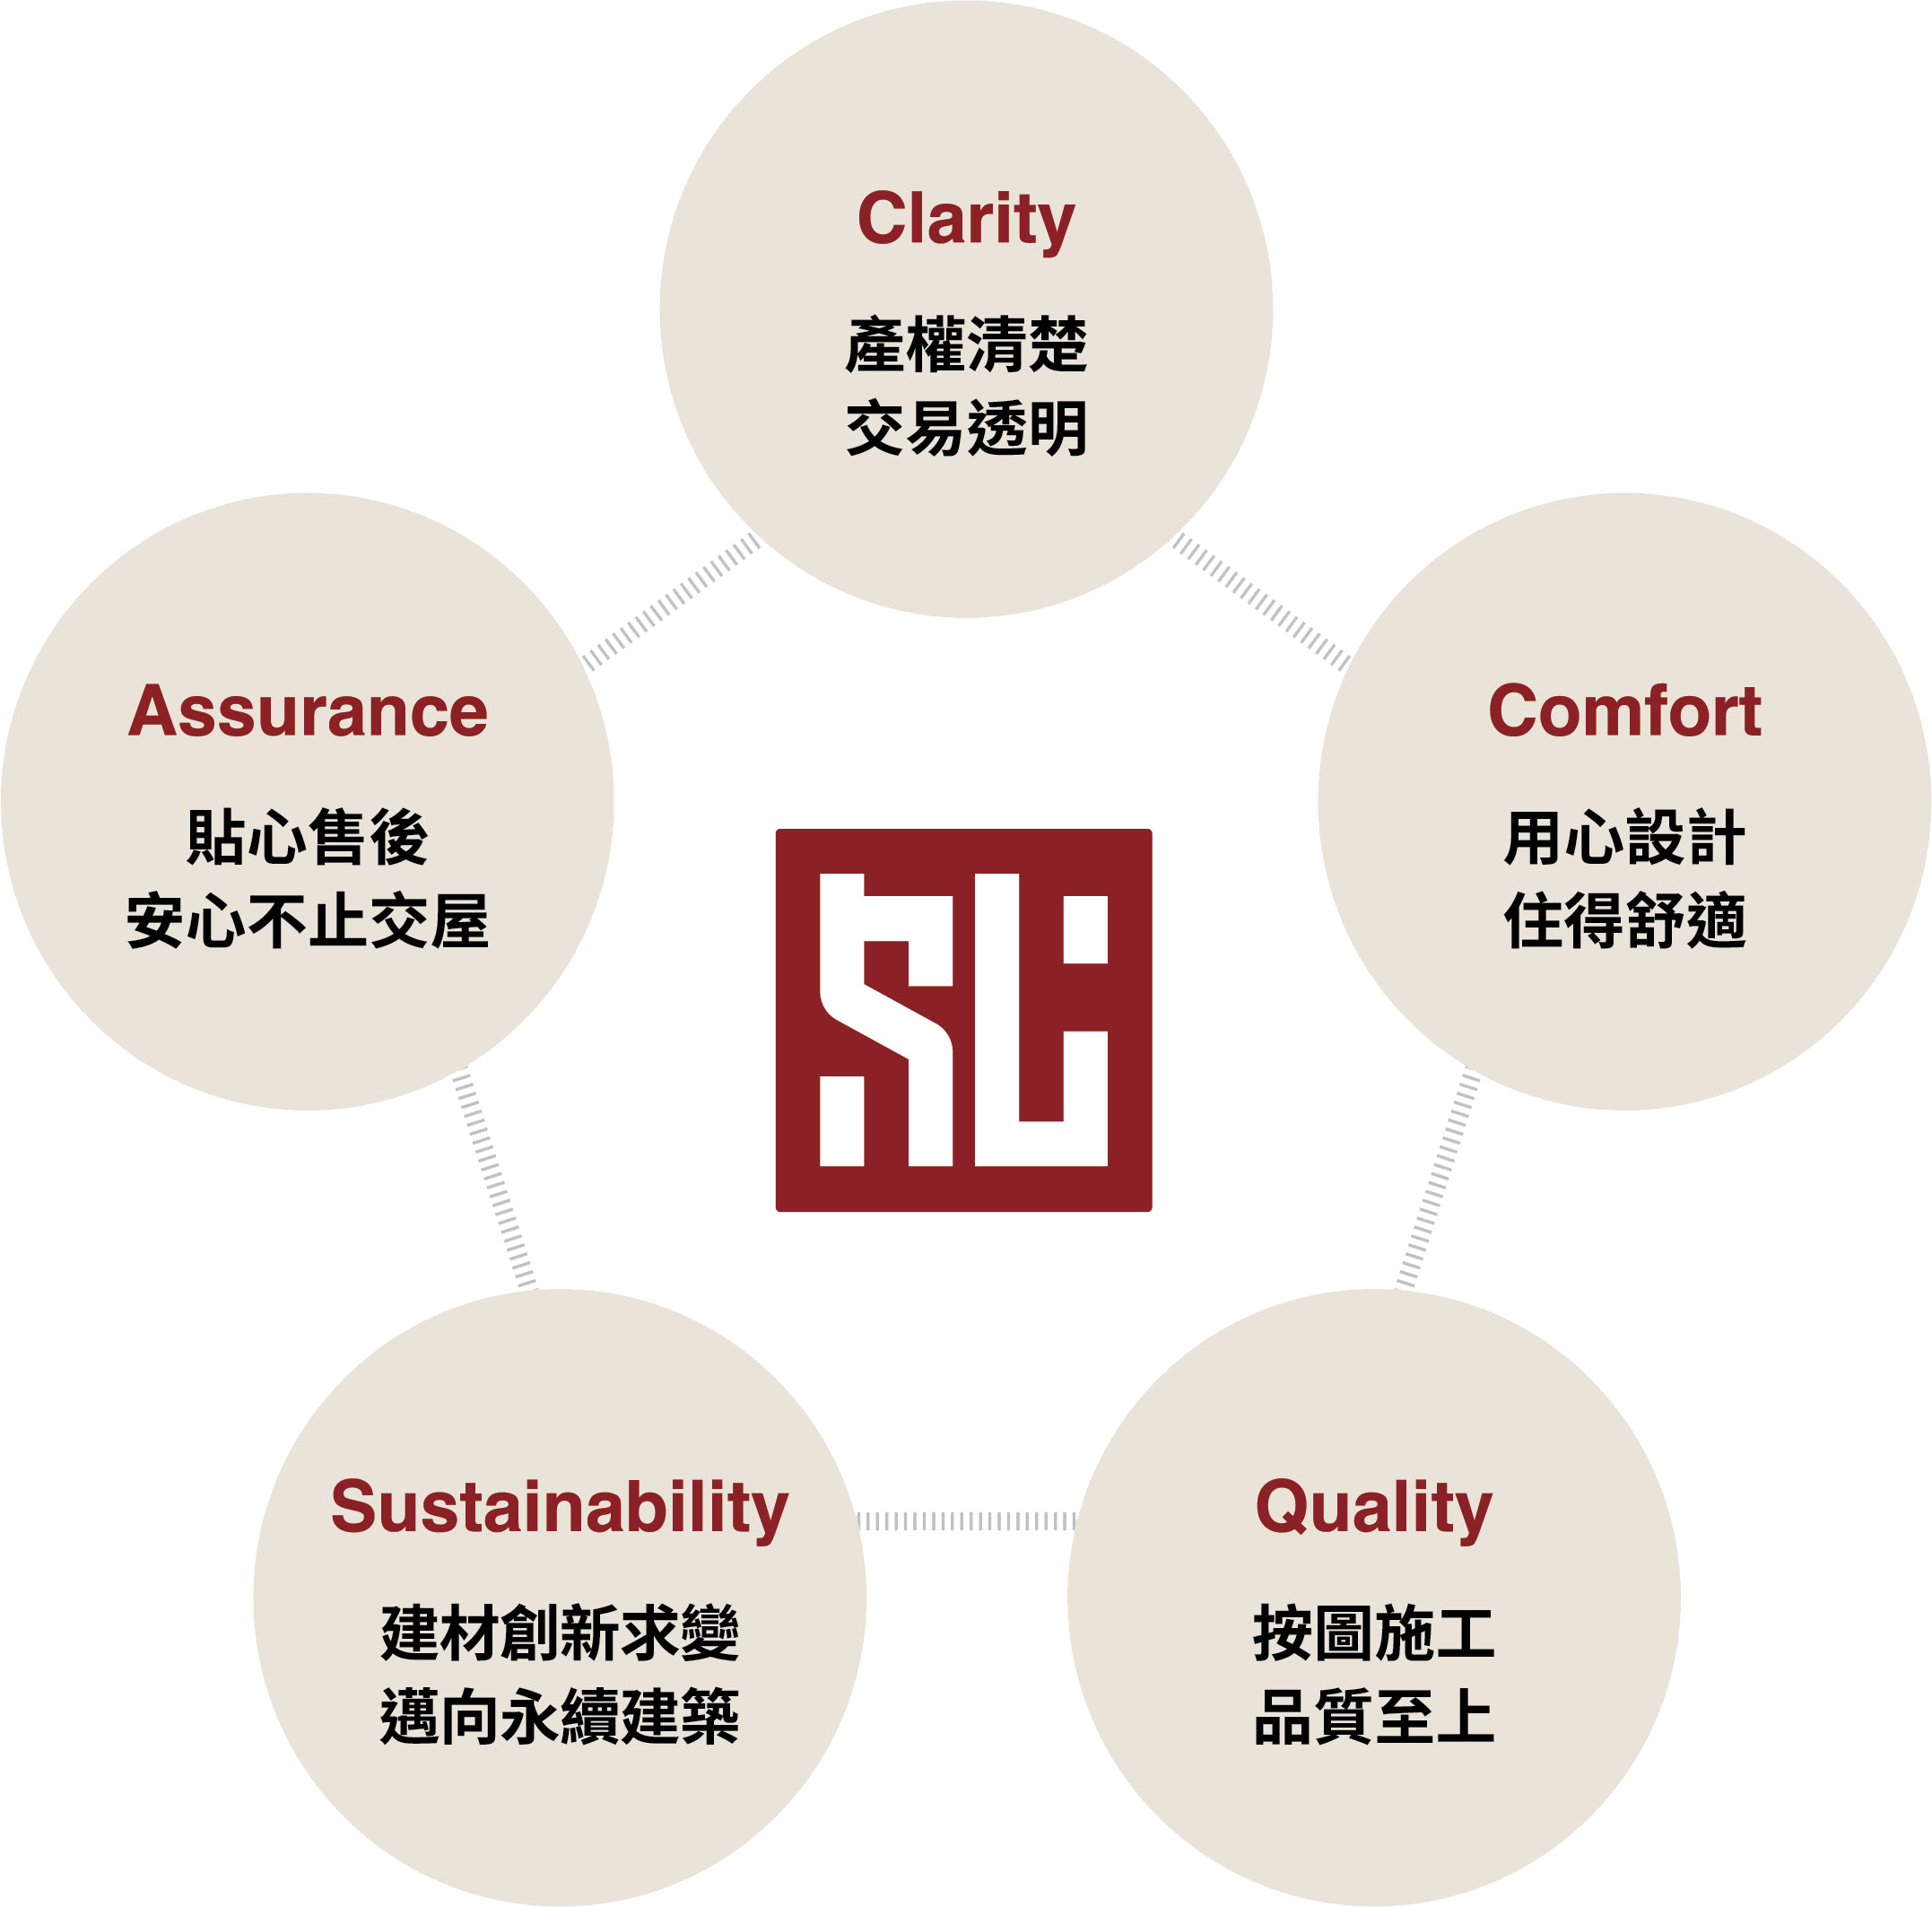 Clarity
產權清楚
交易透明
Assurance
貼心售後
安心不止交屋
Comfort
用心設計
住得舒適
Sustainability
建材創新求變
邁向永續建築
Quality
按圖施工
品質至上